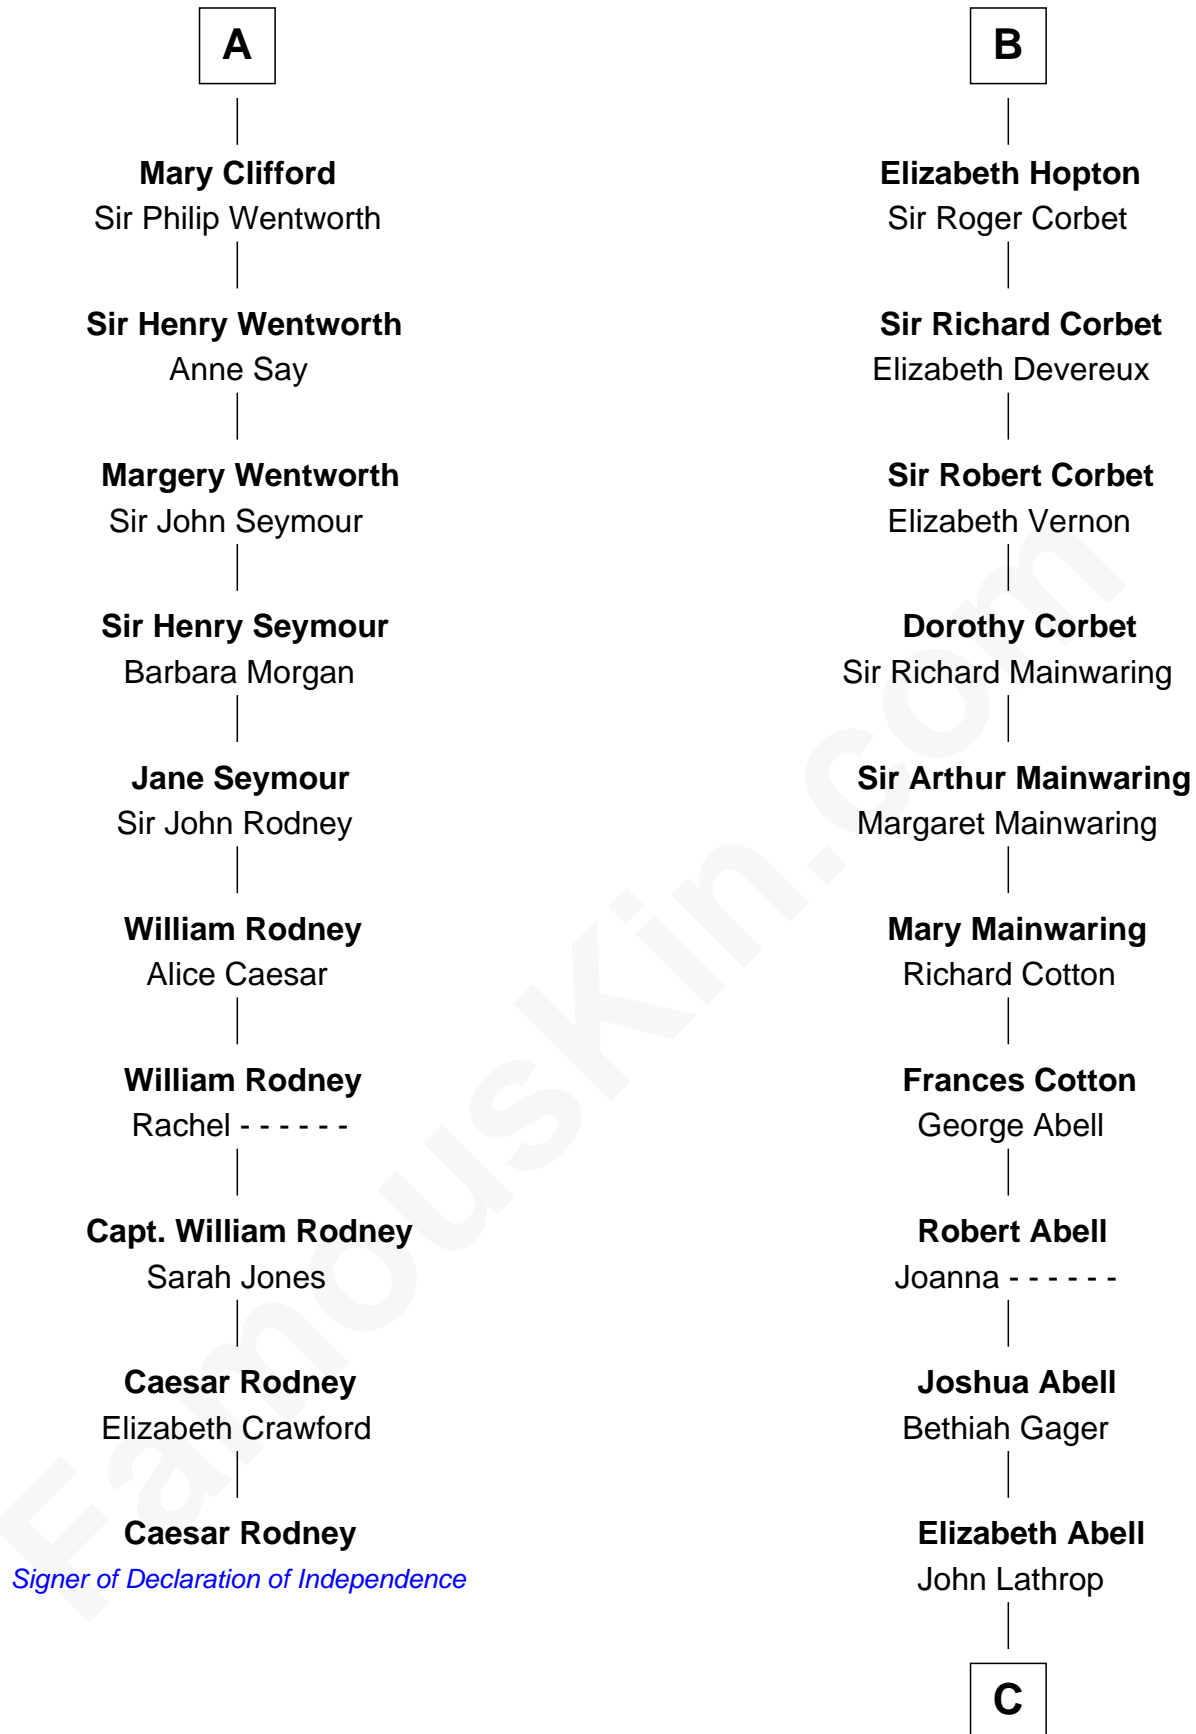 A
Mary Clifford
Sir Philip Wentworth
Sir Henry Wentworth
Anne Say
Margery Wentworth
Sir John Seymour
Sir Henry Seymour
Barbara Morgan
Jane Seymour
Sir John Rodney
William Rodney
Alice Caesar
William Rodney
Rachel - - - - - -
Capt. William Rodney
Sarah Jones
Caesar Rodney
Elizabeth Crawford
Caesar Rodney
Signer of Declaration of Independence
B
Elizabeth Hopton
Sir Roger Corbet
Sir Richard Corbet
Elizabeth Devereux
Sir Robert Corbet
Elizabeth Vernon
Dorothy Corbet
Sir Richard Mainwaring
Sir Arthur Mainwaring
Margaret Mainwaring
Mary Mainwaring
Richard Cotton
Frances Cotton
George Abell
Robert Abell
Joanna - - - - - -
Joshua Abell
Bethiah Gager
Elizabeth Abell
John Lathrop
C
FamousKin.com